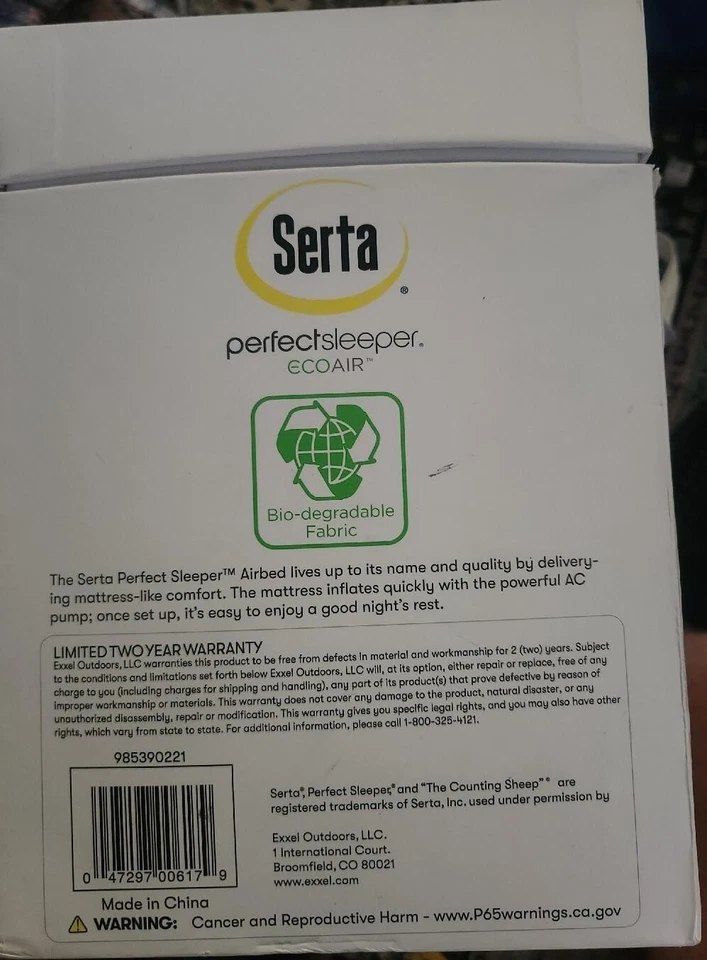 Serta®
perfectsleeper®
ECOAIR™
Bio-degradable
Fabric
The Serta Perfect Sleeper™ Airbed lives up to its name and quality by delivery-
ing mattress-like comfort. The mattress inflates quickly with the powerful AC
pump; once set up, it's easy to enjoy a good night's rest.
LIMITED TWO YEAR WARRANTY
Exxel Outdoors, LLC warranties this product to be free from defects in material and workmanship for 2 (two) years. Subject
to the conditions and limitations set forth below Exxel Outdoors, LLC will, at its option, either repair or replace, free of any
charge to you (including charges for shipping and handling), any part of its product(s) that prove defective by reason of
improper workmanship or materials. This warranty does not cover any damage to the product, natural disaster, or any
unauthorized disassembly, repair or modification. This warranty gives you specific legal rights, and you may also have other
rights, which vary from state to state. For additional information, please call 1-800-325-4121.
985390221
0 47297 00617 9
Made in China
Serta®, Perfect Sleeper,® and "The Counting Sheep"® are
registered trademarks of Serta, Inc. used under permission by
Exxel Outdoors, LLC.
1 International Court.
Broomfield, CO 80021
www.exxel.com
WARNING: Cancer and Reproductive Harm - www.P65warnings.ca.gov